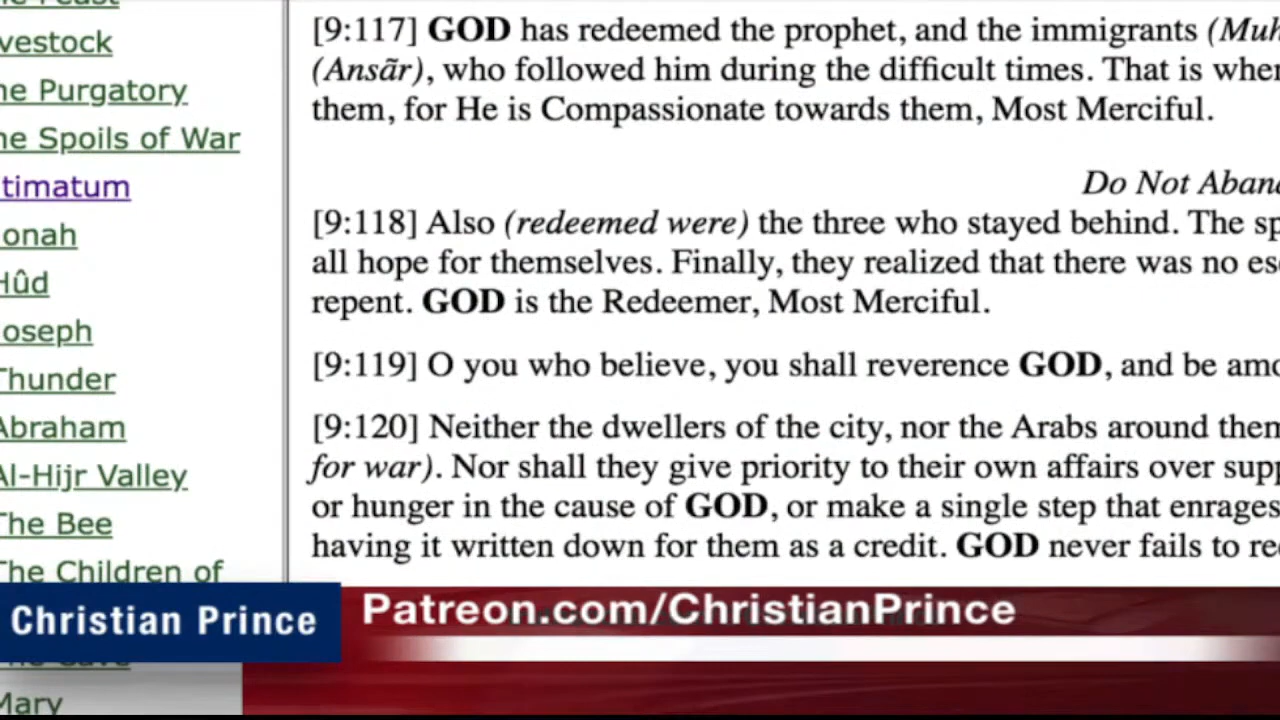 vestock
ne Purgatory
ne Spoils of War
timatum
onah
Hûd
oseph
Thunder
Abraham
Al-Hijr Valley
The Bee
The Children of
Mary
[9:117] GOD has redeemed the prophet, and the immigrants (Muh
(Ansãr), who followed him during the difficult times. That is when
them, for He is Compassionate towards them, Most Merciful.
Do Not Aband
[9:118] Also (redeemed were) the three who stayed behind. The sp
all hope for themselves. Finally, they realized that there was no esc
repent. GOD is the Redeemer, Most Merciful.
[9:119] O you who believe, you shall reverence GOD, and be amo
[9:120] Neither the dwellers of the city, nor the Arabs around them
for war). Nor shall they give priority to their own affairs over supp
or hunger in the cause of GOD, or make a single step that enrages
having it written down for them as a credit. GOD never fails to rec
Christian Prince
Patreon.com/ChristianPrince